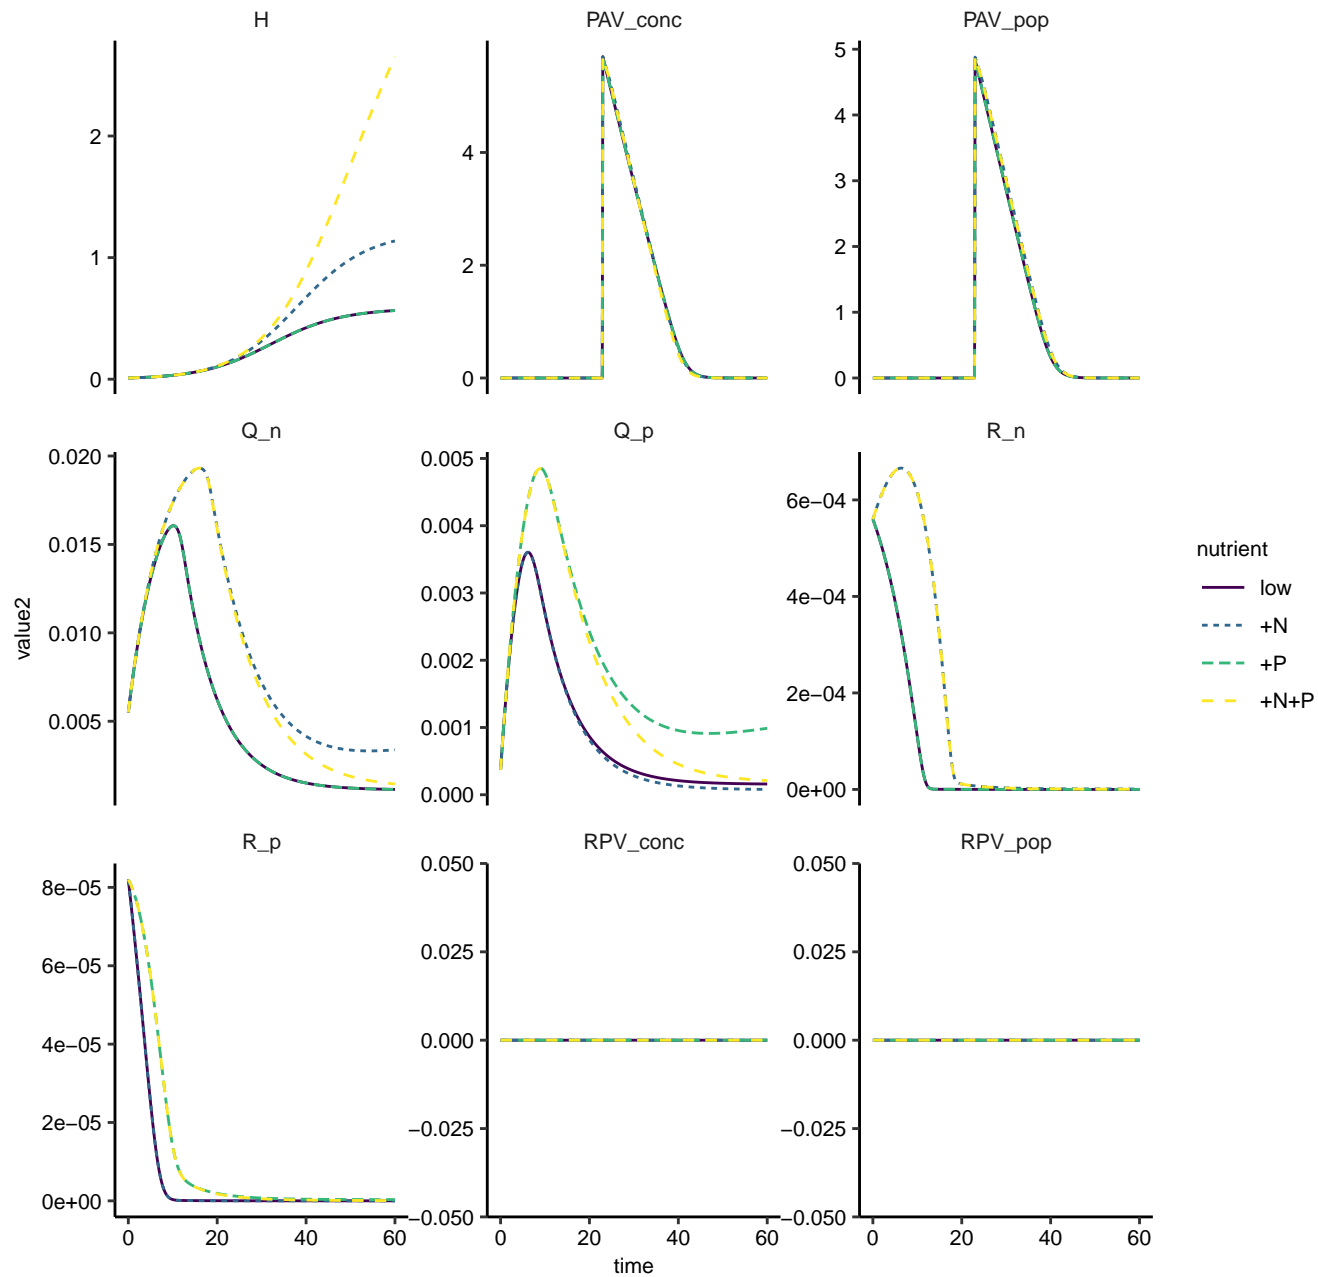 H
PAV_conc
PAV_pop
2
1
0
4
2
0
5
4
3
2
1
0
Q_n
Q_p
R_n
0.020
0.015
0.010
0.005
0.005
0.004
0.003
0.002
0.001
0.000
6e−04
4e−04
2e−04
0e+00
R_p
RPV_conc
RPV_pop
8e−05
6e−05
4e−05
2e−05
0e+00
0.050
0.025
0.000
−0.025
−0.050
0.050
0.025
0.000
−0.025
−0.050
0 20 40 60
0 20 40 60
0 20 40 60
time
value2
nutrient
low
+N
+P
+N+P